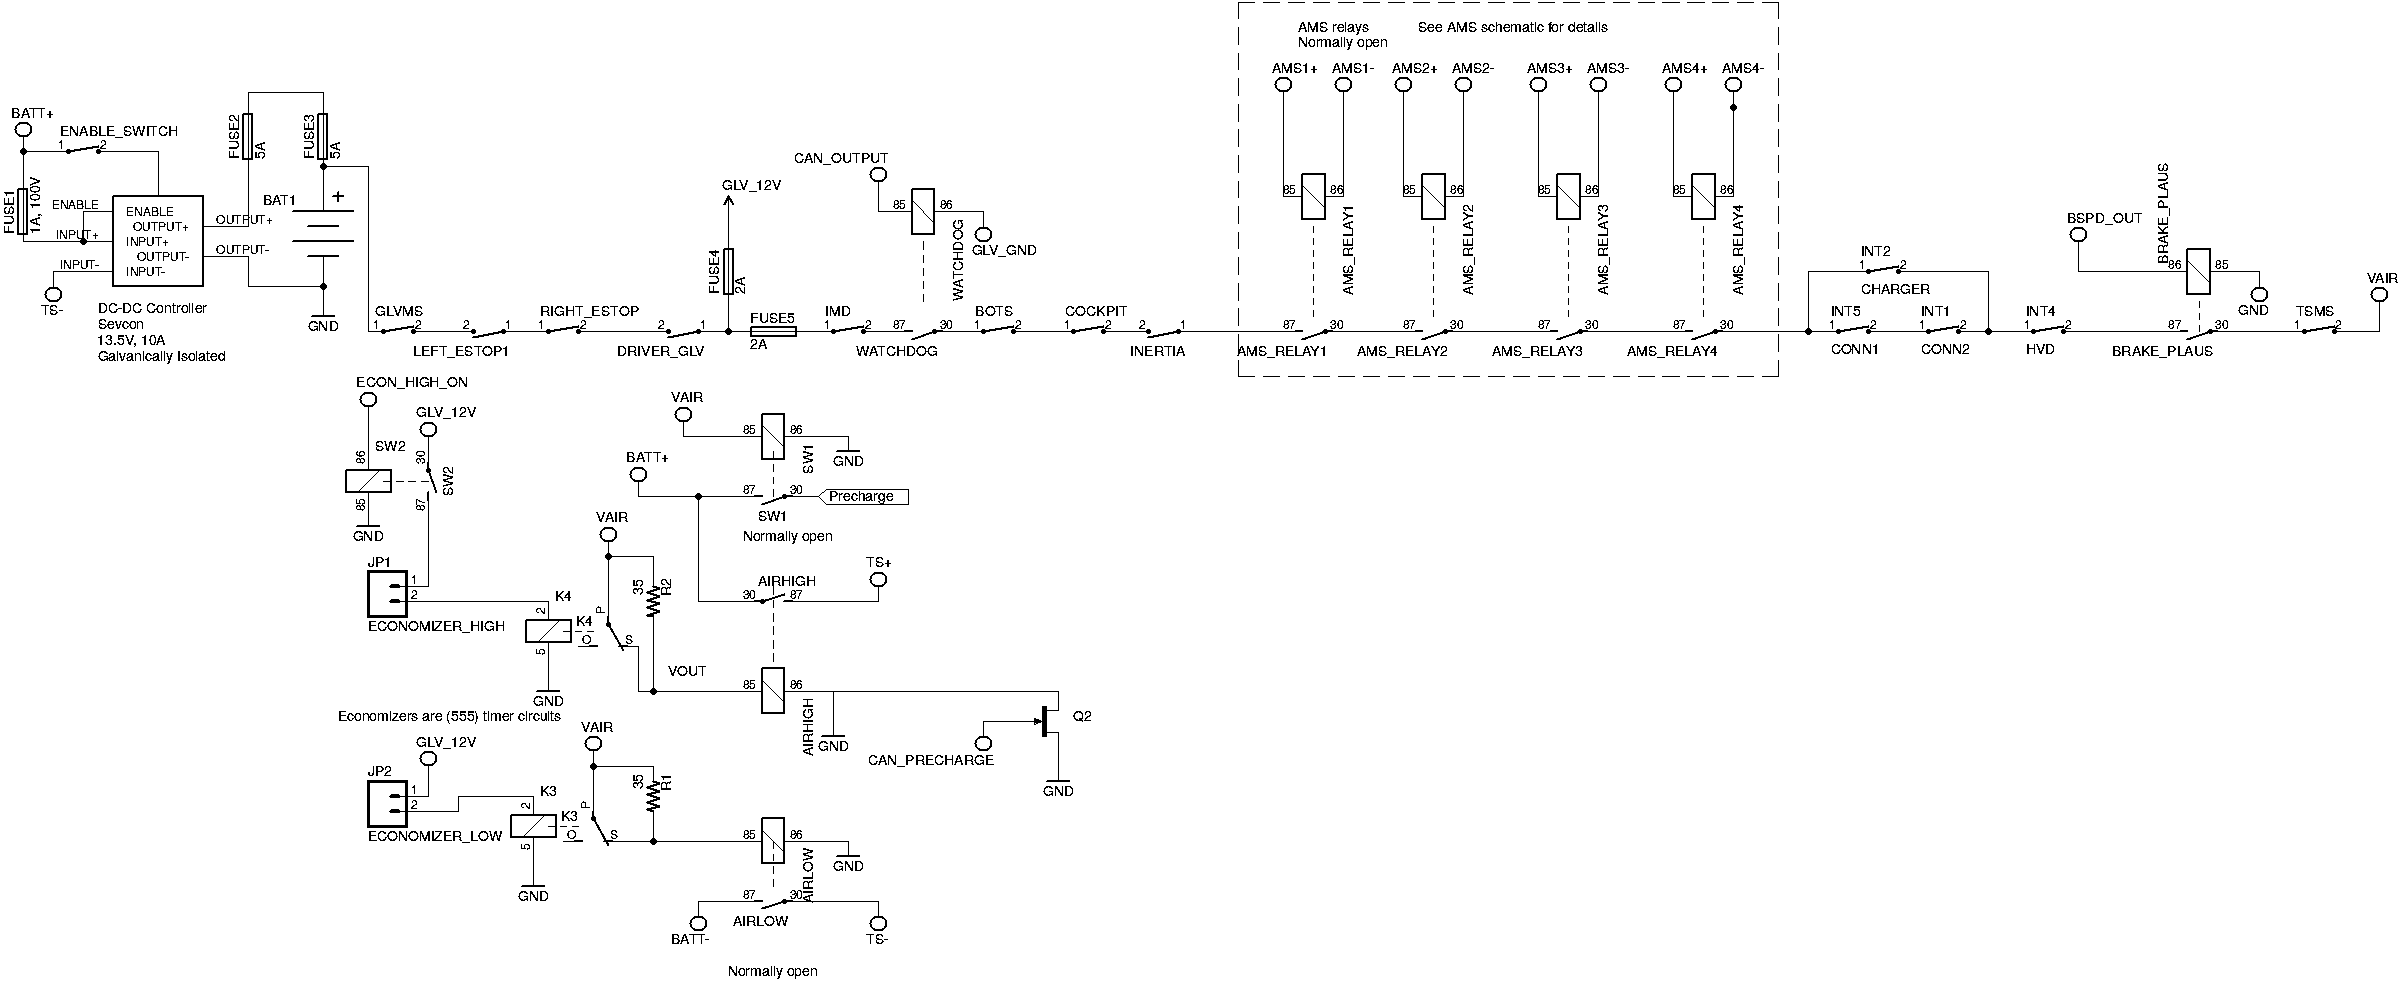 AMS relays
Normally open
See AMS schematic for details
AMS1+
AMS1-
AMS2+
AMS2-
AMS3+
AMS3-
AMS4+
AMS4-
85
86
AMS_RELAY1
85
86
AMS_RELAY2
85
86
AMS_RELAY3
85
86
AMS_RELAY4
BATT+
ENABLE_SWITCH
1
2
FUSE1
1A, 100V
ENABLE
INPUT+
INPUT-
TS-
ENABLE
OUTPUT+
INPUT+
OUTPUT-
INPUT-
OUTPUT+
OUTPUT-
DC-DC Controller
Sevcon
13.5V, 10A
Galvanically Isolated
FUSE2
5A
FUSE3
5A
BAT1
+
GND
GLVMS
1
2
2
1
LEFT_ESTOP1
RIGHT_ESTOP
1
2
2
1
DRIVER_GLV
GLV_12V
FUSE4
2A
FUSE5
2A
CAN_OUTPUT
85
86
WATCHDOG
GLV_GND
IMD
1
2
87
30
WATCHDOG
BOTS
1
2
COCKPIT
1
2
2
1
INERTIA
87
30
AMS_RELAY1
87
30
AMS_RELAY2
87
30
AMS_RELAY3
87
30
AMS_RELAY4
INT2
1
2
CHARGER
INT5
1
2
CONN1
INT1
1
2
CONN2
INT4
1
2
HVD
BSPD_OUT
BRAKE_PLAUS
86
85
GND
87
30
BRAKE_PLAUS
TSMS
1
2
VAIR
ECON_HIGH_ON
GLV_12V
SW2
86
85
30
87
SW2
GND
JP1
1
2
ECONOMIZER_HIGH
K4
2
5
K4
O
P
S
GND
VAIR
35
R2
VOUT
VAIR
85
86
SW1
GND
BATT+
87
30
SW1
Precharge
Normally open
AIRHIGH
30
87
TS+
85
86
AIRHIGH
GND
CAN_PRECHARGE
Q2
GND
Economizers are (555) timer circuits
GLV_12V
JP2
1
2
ECONOMIZER_LOW
K3
2
5
K3
O
P
S
GND
VAIR
35
R1
85
86
AIRLOW
GND
87
30
AIRLOW
BATT-
TS-
Normally open